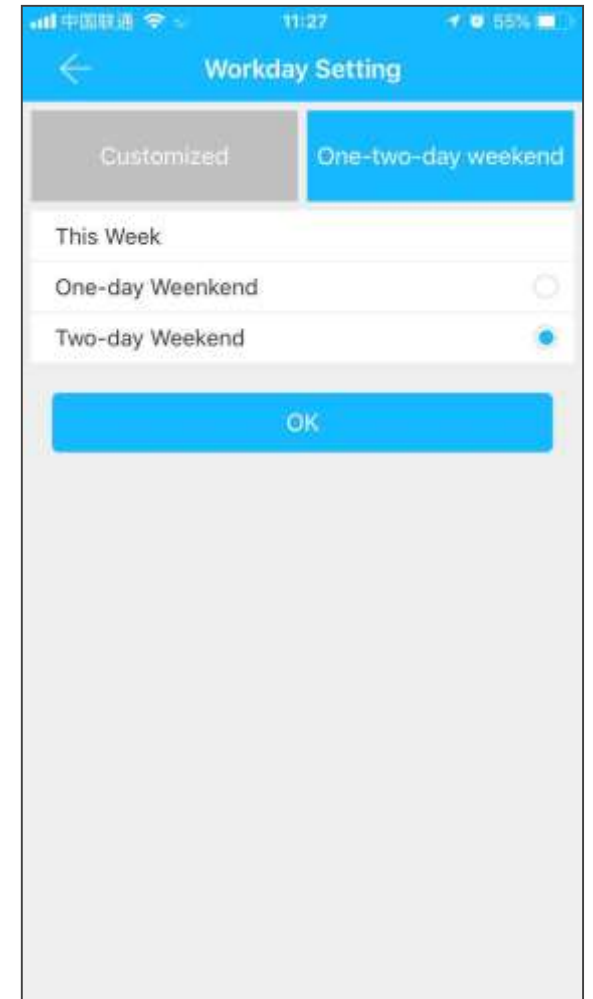 中国联通 11:27 55%
Workday Setting
Customized One-two-day weekend
This Week
One-day Weenkend
Two-day Weekend
OK